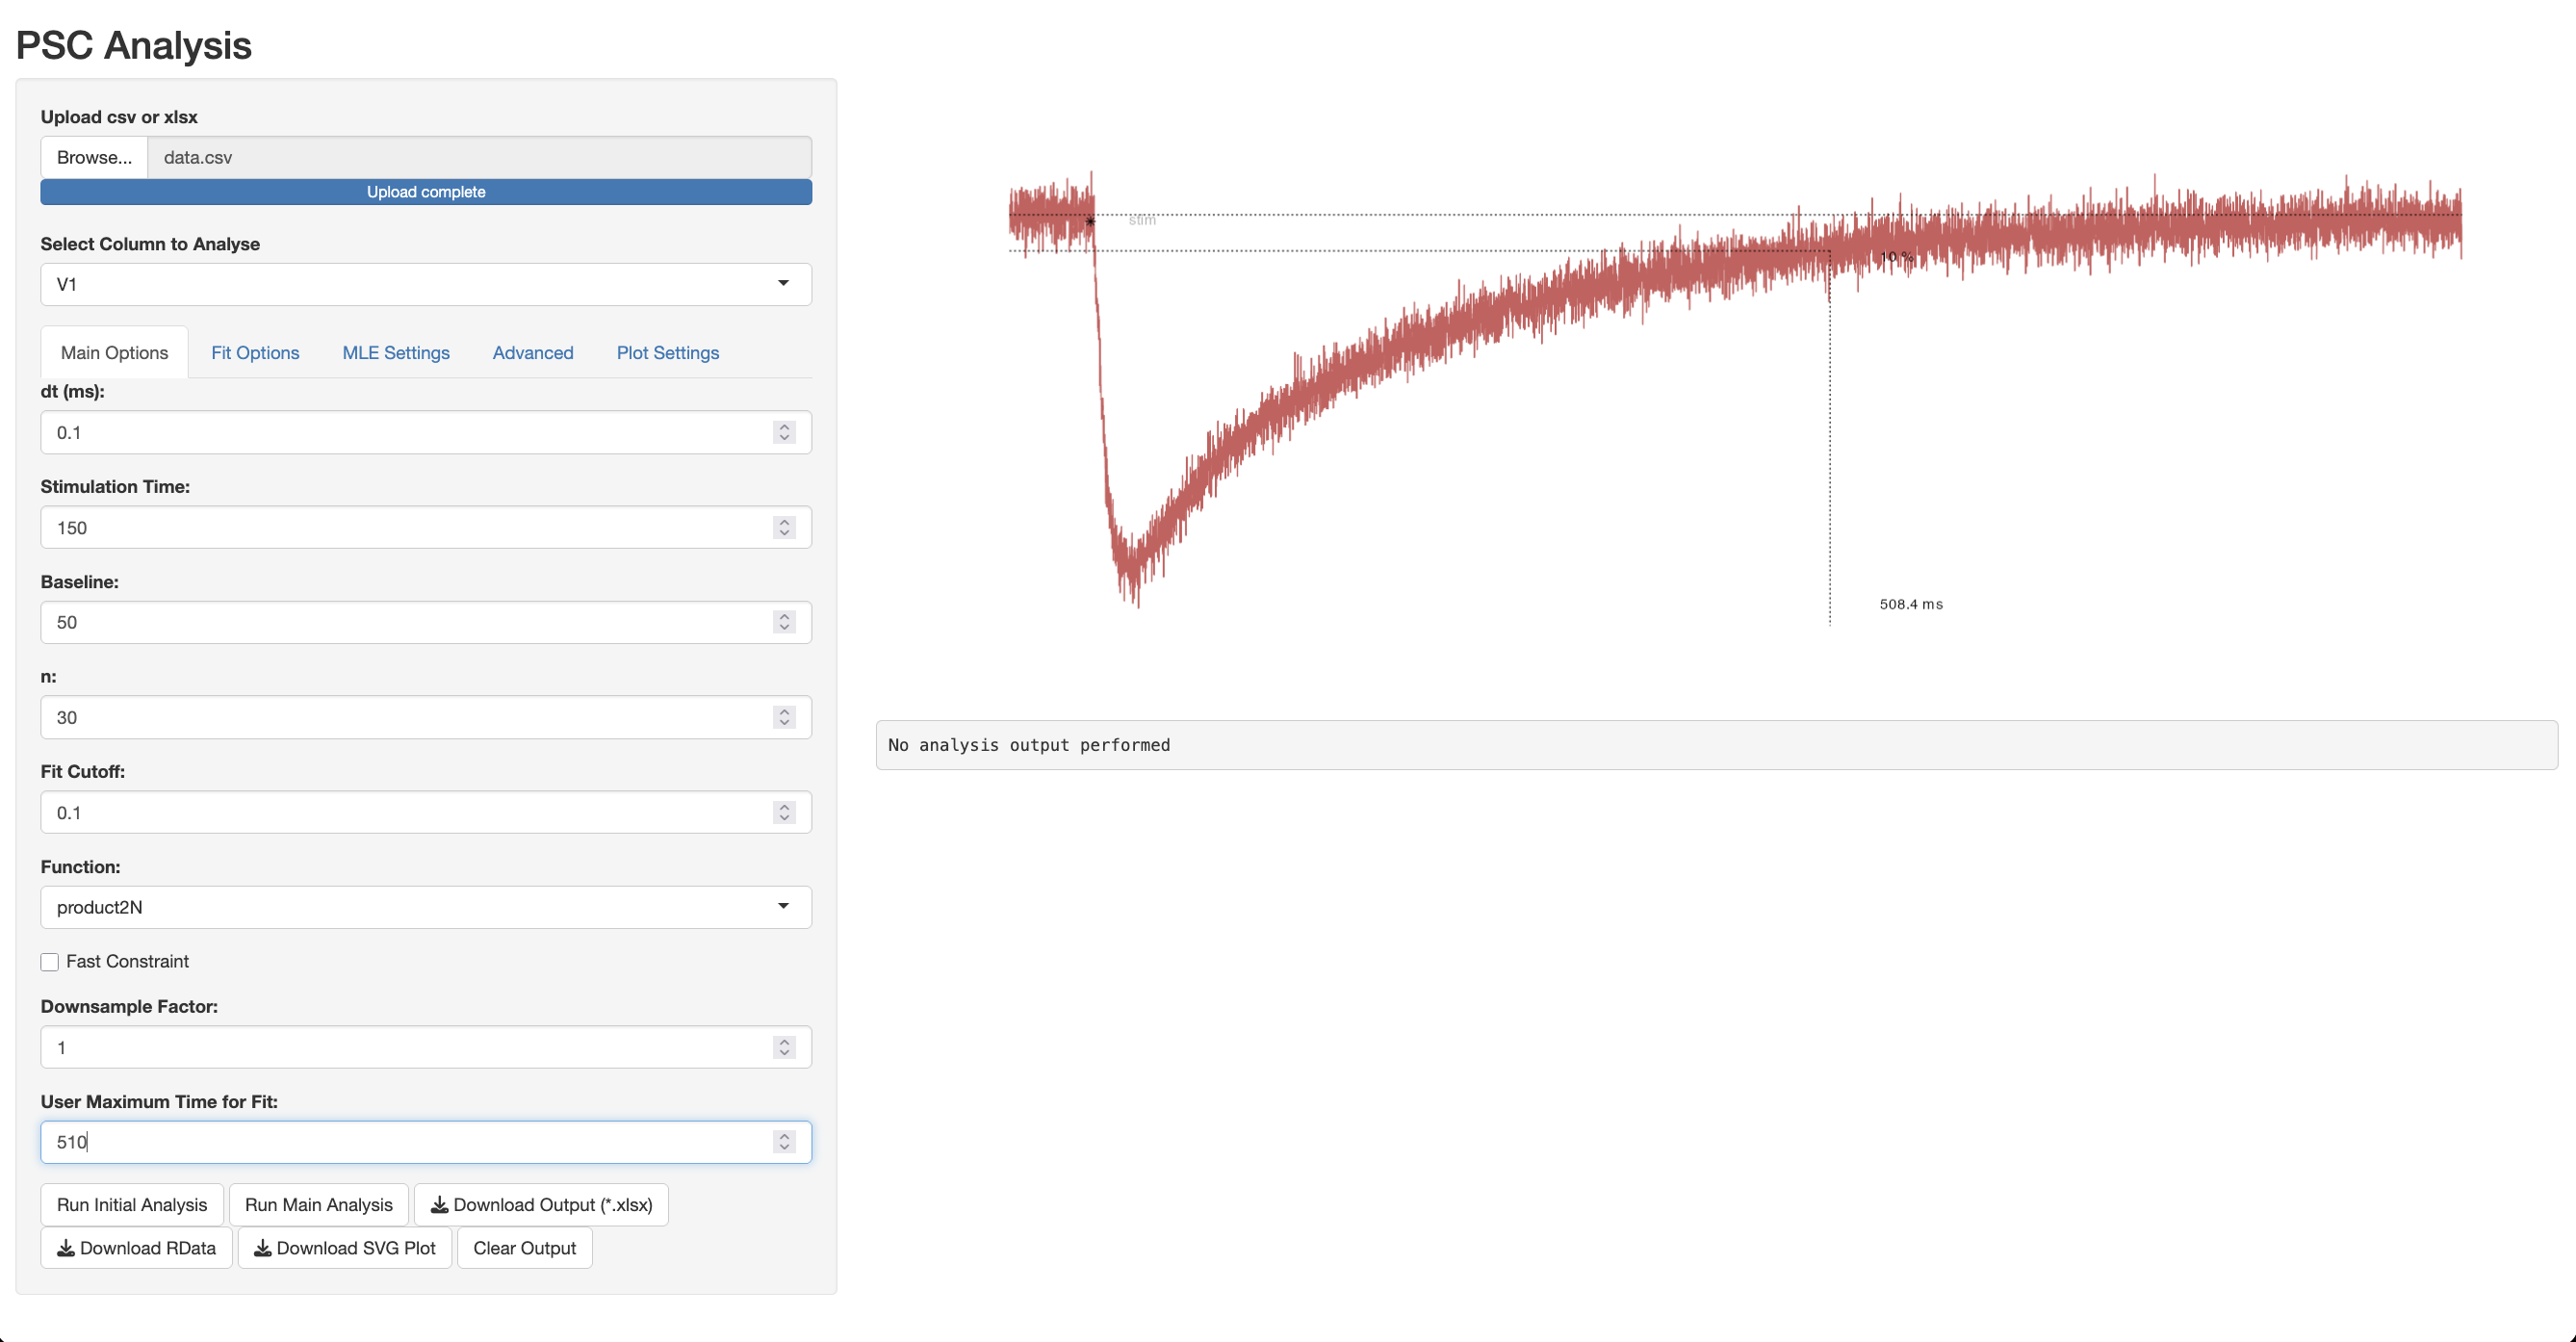 PSC Analysis
Upload csv or xlsx
Browse... data.csv
Upload complete
Select Column to Analyse
V1
Main Options Fit Options MLE Settings Advanced Plot Settings
dt (ms):
0.1
Stimulation Time:
150
Baseline:
50
n:
30
Fit Cutoff:
0.1
Function:
product2N
Fast Constraint
Downsample Factor:
1
User Maximum Time for Fit:
510
Run Initial Analysis Run Main Analysis Download Output (*.xlsx)
Download RData Download SVG Plot Clear Output
stim
10 %
508.4 ms
No analysis output performed